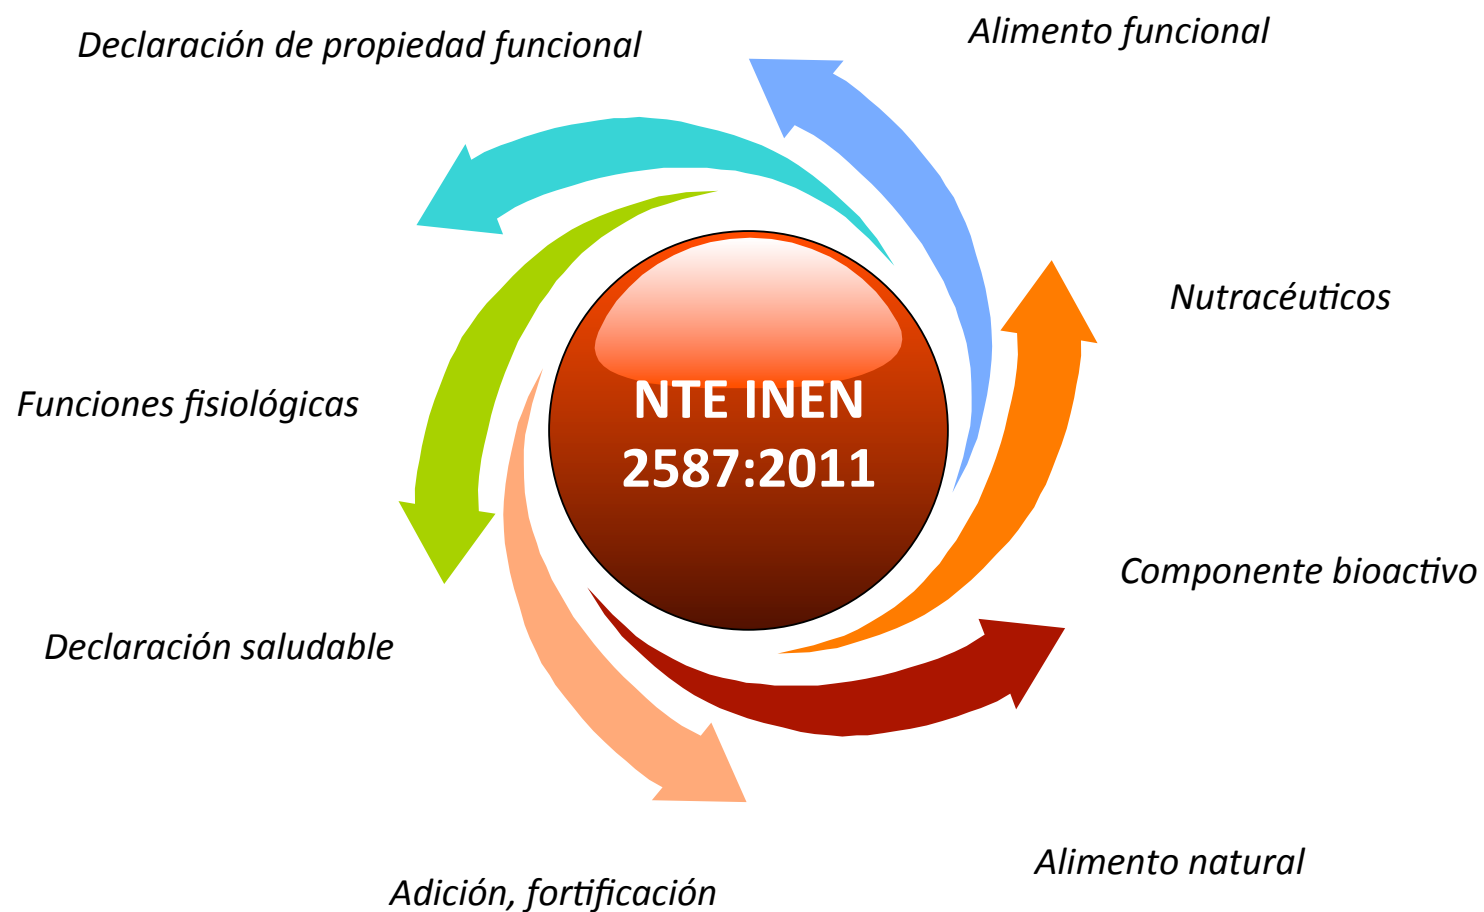 Alimento funcional
Declaración de propiedad funcional
Nutracéuticos
Funciones fisiológicas
NTE INEN
2587:2011
Componente bioactivo
Declaración saludable
Alimento natural
Adición, fortificación